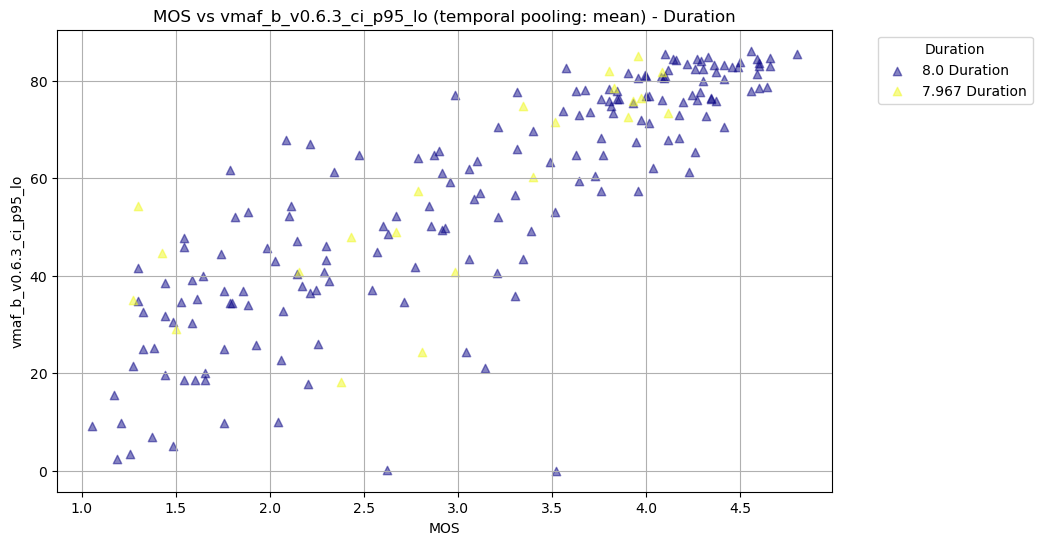 MOS vs vmaf_b_v0.6.3_ci_p95_lo (temporal pooling: mean) - Duration
Duration
8.0 Duration
7.967 Duration
vmaf_b_v0.6.3_ci_p95_lo
80
60
40
20
0
1.0 1.5 2.0 2.5 3.0 3.5 4.0 4.5
MOS